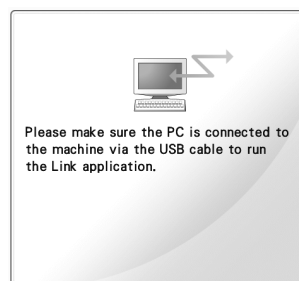 Please make sure the PC is connected to
the machine via the USB cable to run
the Link application.